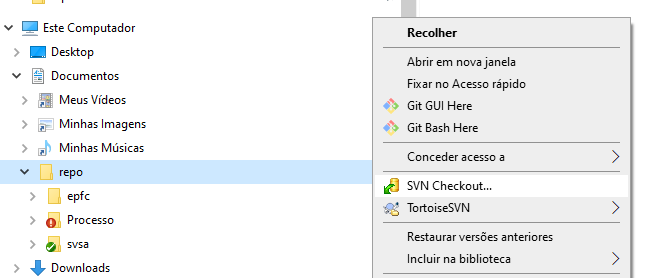 Este Computador
Desktop
Documentos
Meus Vídeos
Minhas Imagens
Minhas Músicas
repo
epfc
Processo
svsa
Downloads
Recolher
Abrir em nova janela
Fixar no Acesso rápido
Git GUI Here
Git Bash Here
Conceder acesso a
SVN Checkout...
TortoiseSVN
Restaurar versões anteriores
Incluir na biblioteca